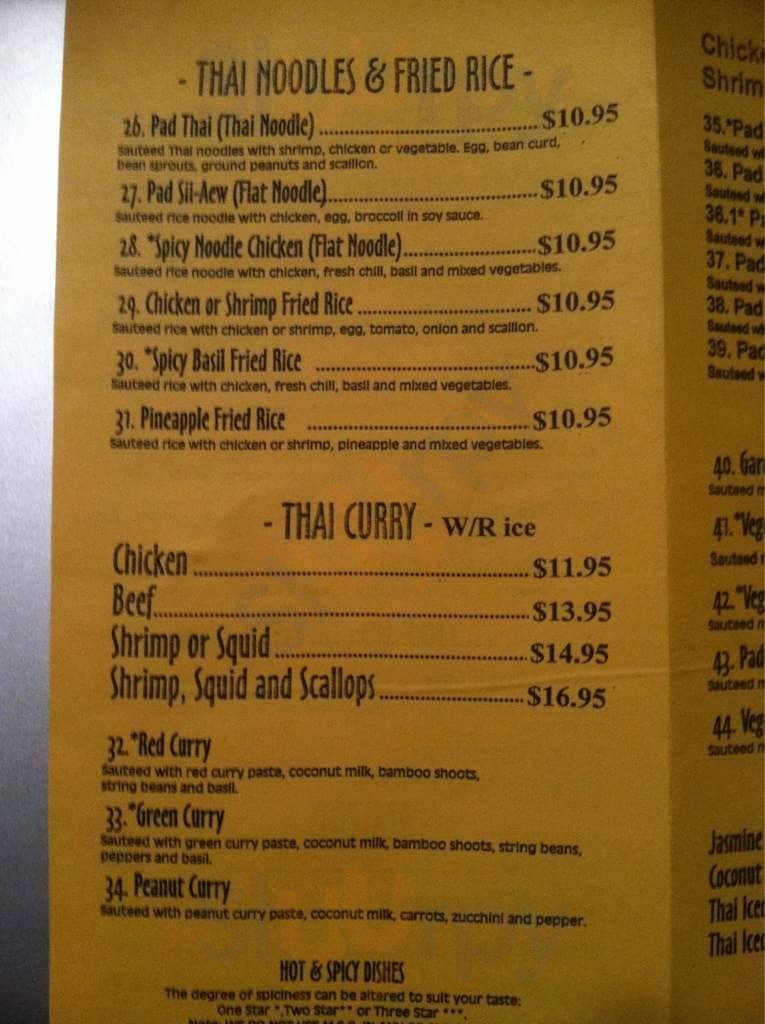 - THAI NOODLES & FRIED RICE -
26. Pad Thai (Thai Noodle) $10.95
Sauteed Thai noodles with shrimp, chicken or vegetable. Egg, bean curd,
bean sprouts, ground peanuts and scallion.
27. Pad Sii-Aew (Flat Noodle) $10.95
Sauteed rice noodle with chicken, egg, broccoli in soy sauce.
28. *Spicy Noodle Chicken (Flat Noodle) $10.95
Sauteed rice noodle with chicken, fresh chili, basil and mixed vegetables.
29. Chicken or Shrimp Fried Rice $10.95
Sauteed rice with chicken or shrimp, egg, tomato, onion and scallion.
30. *Spicy Basil Fried Rice $10.95
Sauteed rice with chicken, fresh chili, basil and mixed vegetables.
31. Pineapple Fried Rice $10.95
Sauteed rice with chicken or shrimp, pineapple and mixed vegetables.
- THAI CURRY - W/R ice
Chicken $11.95
Beef $13.95
Shrimp or Squid $14.95
Shrimp, Squid and Scallops $16.95
32. *Red Curry
Sauteed with red curry paste, coconut milk, bamboo shoots,
string beans and basil.
33. *Green Curry
Sauteed with green curry paste, coconut milk, bamboo shoots, string beans,
peppers and basil.
34. Peanut Curry
Sauteed with peanut curry paste, coconut milk, carrots, zucchini and pepper.
HOT & SPICY DISHES
The degree of spiciness can be altered to suit your taste:
One Star *,Two Star** or Three Star ***.
35.*Pad
Sauteed
36. Pad
Sauteed
36.1*
Sauteed
37. Pad
Sauteed
38. Pad
Sauteed
39. Pad
Sauteed
40.
Sauteed
41.*
Sauteed
42.*
Sauteed
43. Pad
Sauteed
44.
Sauteed
Jasmine
Coconut
Thai
Thai